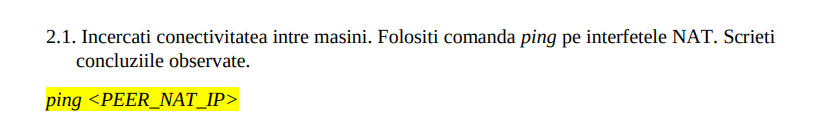 2.1. Incercati conectivitatea intre masini. Folositi comanda ping pe interfetele NAT. Scrieti
concluziile observate.
ping <PEER_NAT_IP>